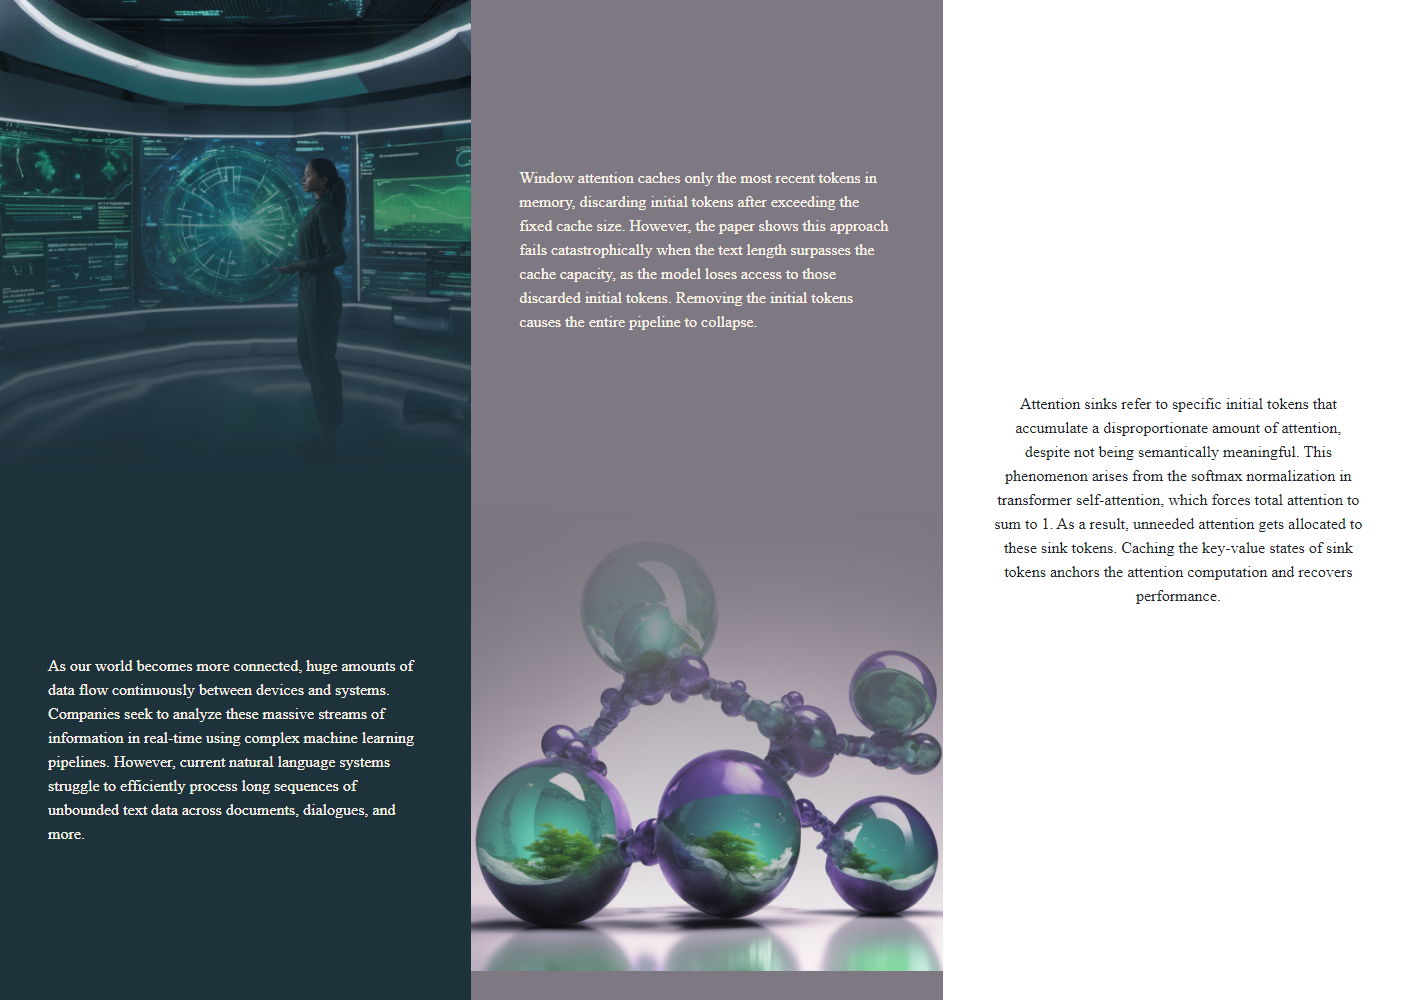 As our world becomes more connected, huge amounts of
data flow continuously between devices and systems.
Companies seek to analyze these massive streams of
information in real-time using complex machine learning
pipelines. However, current natural language systems
struggle to efficiently process long sequences of
unbounded text data across documents, dialogues, and
more.
Window attention caches only the most recent tokens in
memory, discarding initial tokens after exceeding the
fixed cache size. However, the paper shows this approach
fails catastrophically when the text length surpasses the
cache capacity, as the model loses access to those
discarded initial tokens. Removing the initial tokens
causes the entire pipeline to collapse.
Attention sinks refer to specific initial tokens that
accumulate a disproportionate amount of attention,
despite not being semantically meaningful. This
phenomenon arises from the softmax normalization in
transformer self-attention, which forces total attention to
sum to 1. As a result, unneeded attention gets allocated to
these sink tokens. Caching the key-value states of sink
tokens anchors the attention computation and recovers
performance.